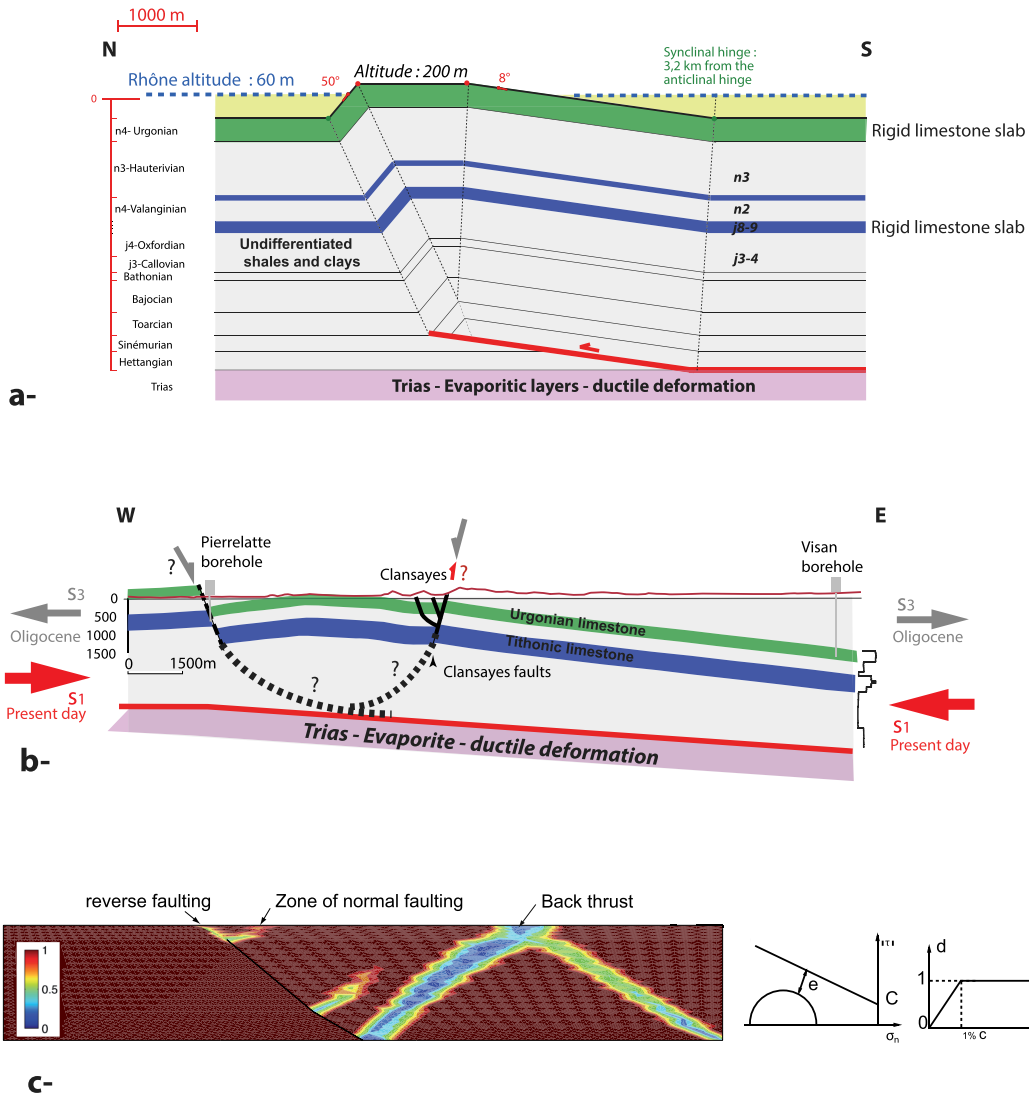 1000 m
N
S
Rhône altitude : 60 m
50°
Altitude : 200 m
8°
Synclinal hinge :
3,2 km from the
anticlinal hinge
0
n4- Urgonian
Rigid limestone slab
n3-Hauterivian
n3
n4-Valanginian
n2
j8-9
Rigid limestone slab
j4-Oxfordian
Undifferentiated
shales and clays
j3-4
j3-Callovian
Bathonian
Bajocian
Toarcian
Sinémurian
Hettangian
Trias
Trias - Evaporitic layers - ductile deformation
a-
W
E
Pierrelatte
borehole
?
Clansayes
?
Visan
borehole
S3
Oligocene
0
500
1000
1500
0
1500m
Urgonian limestone
Tithonic limestone
S3
Oligocene
?
?
Clansayes faults
S1
Present day
S1
Present day
Trias - Evaporite - ductile deformation
b-
reverse faulting
Zone of normal faulting
Back thrust
1
0.5
0
|τ|
e
C
σn
d
1
0
1% C
c-